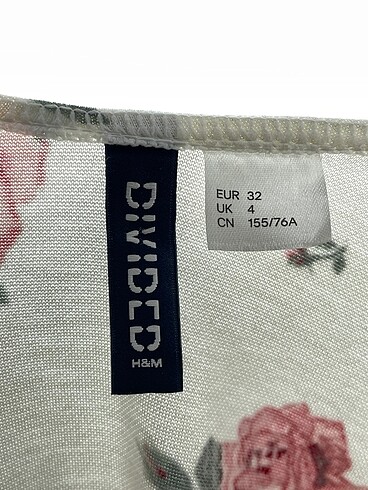 DIVIDED
H&M
EUR 32
UK 4
CN 155/76A